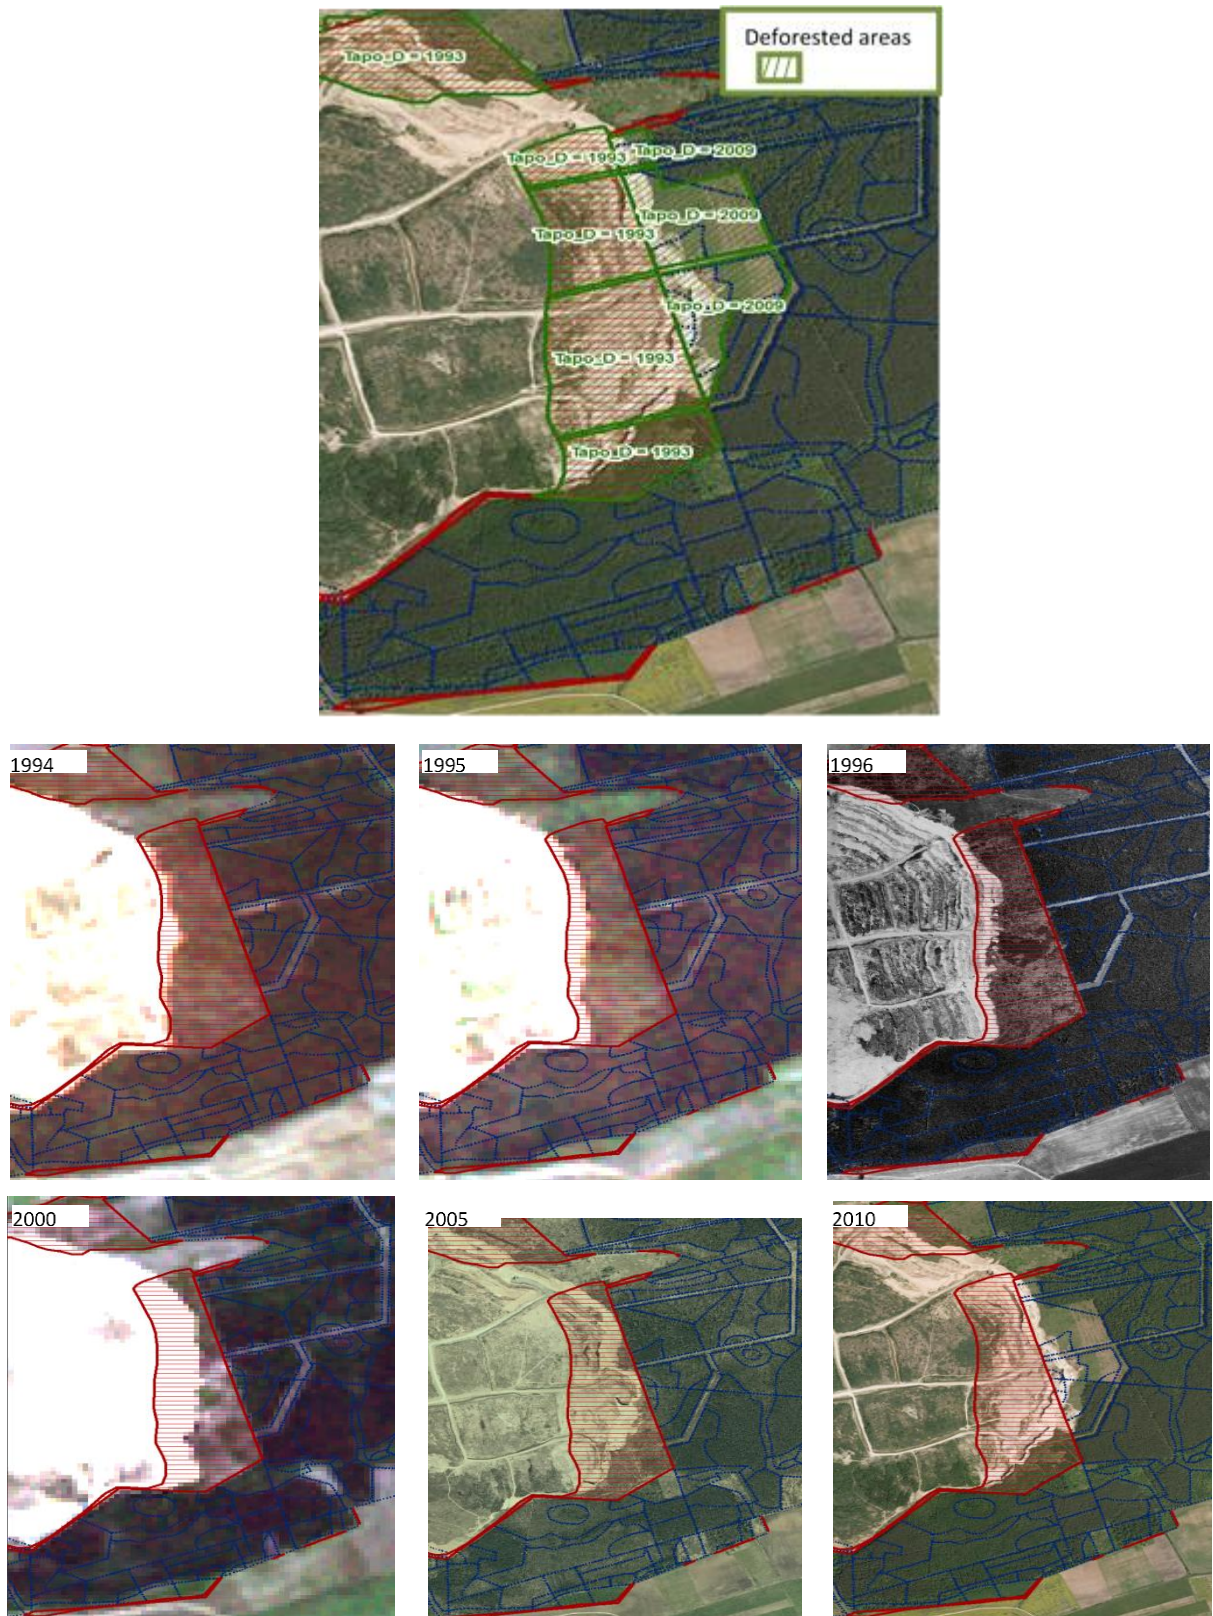 Deforested areas
Tapo_D = 1993
Tapo_D = 1993
Tapo_D = 2009
Tapo_D = 2009
Tapo_D = 1993
Tapo_D = 2009
Tapo_D = 1993
Tapo_D = 1993
1994
1995
1996
2000
2005
2010